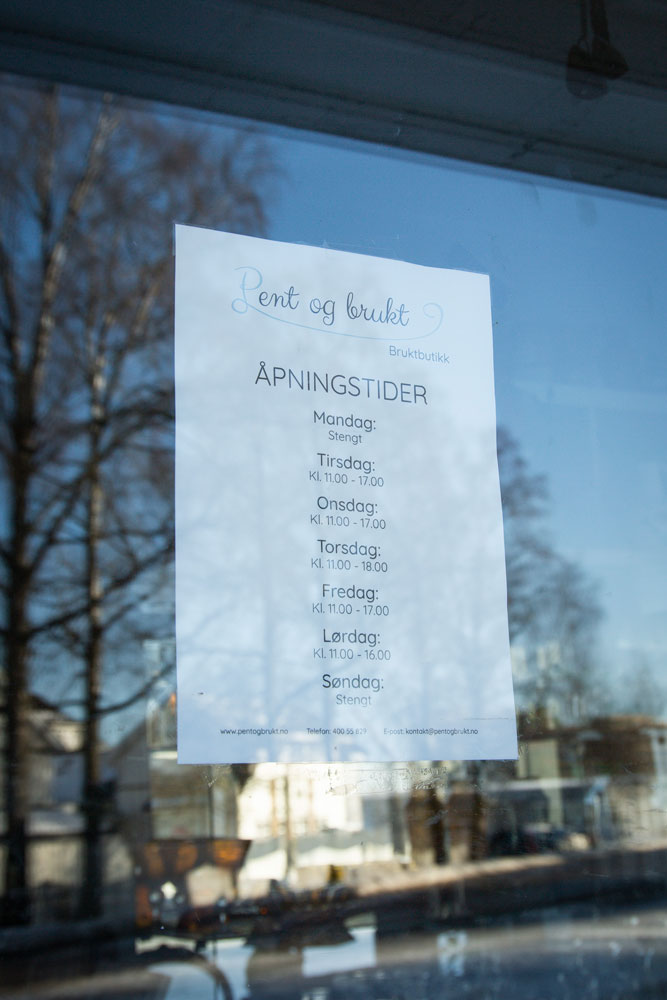 Pent og brukt
Bruktbutikk
ÅPNINGSTIDER
Mandag:
Stengt
Tirsdag:
Kl. 11.00 - 17.00
Onsdag:
Kl. 11.00 - 17.00
Torsdag:
Kl. 11.00 - 18.00
Fredag:
Kl. 11.00 - 17.00
Lørdag:
Kl. 11.00 - 16.00
Søndag:
Stengt
www.pentogbrukt.no Telefon: 400 55 829 E-post: kontakt@pentogbrukt.no